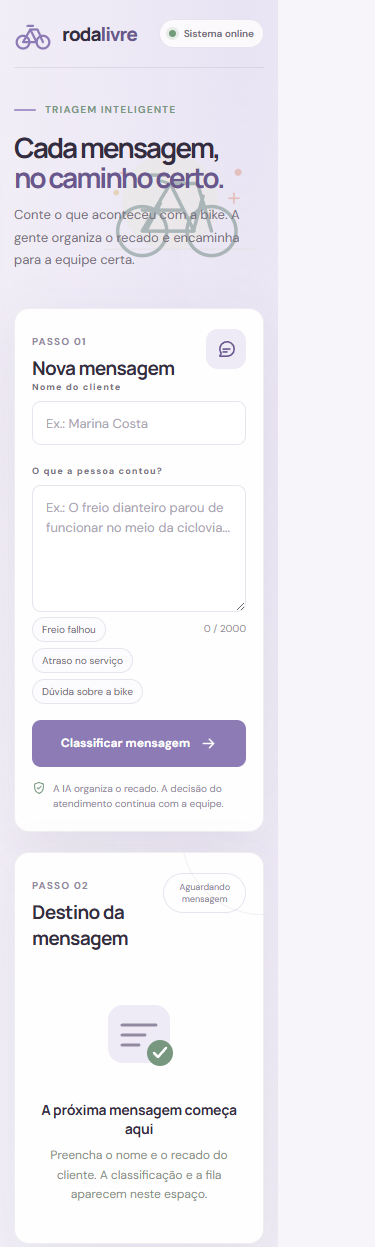 rodalivre
Sistema online
TRIAGEM INTELIGENTE
Cada mensagem,
no caminho certo.
Conte o que aconteceu com a bike. A
gente organiza o recado e encaminha
para a equipe certa.
PASSO 01
Nova mensagem
Nome do cliente
Ex.: Marina Costa
O que a pessoa contou?
Ex.: O freio dianteiro parou de
funcionar no meio da ciclovia...
Freio falhou
0 / 2000
Atraso no serviço
Dúvida sobre a bike
Classificar mensagem
A IA organiza o recado. A decisão do
atendimento continua com a equipe.
PASSO 02
Aguardando
mensagem
Destino da
mensagem
A próxima mensagem começa
aqui
Preencha o nome e o recado do
cliente. A classificação e a fila
aparecem neste espaço.